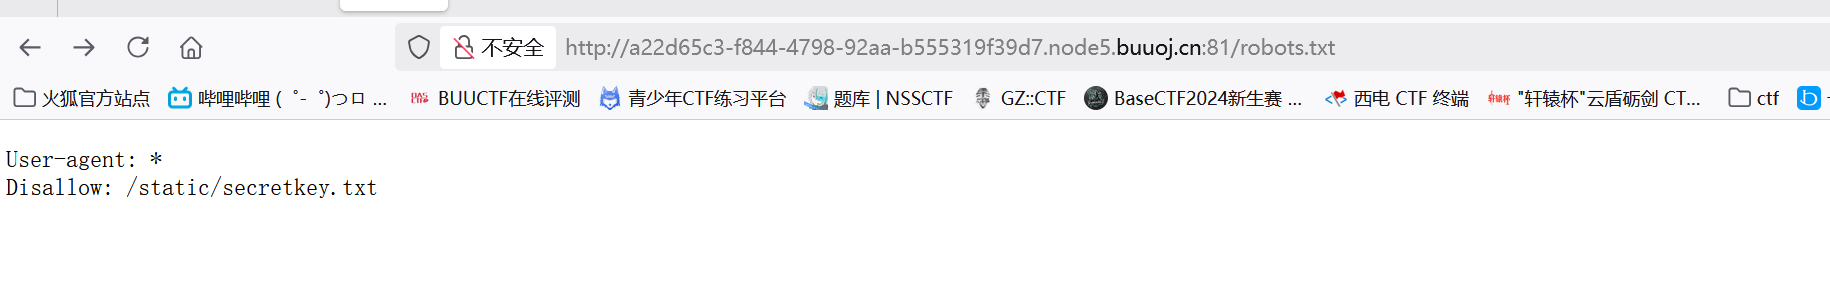 不安全 http://a22d65c3-f844-4798-92aa-b555319f39d7.node5.buuoj.cn:81/robots.txt
火狐官方站点 哔哩哔哩 (゜-゜)つロ ... BUUCTF在线评测 青少年CTF练习平台 题库 | NSSCTF GZ::CTF BaseCTF2024新生赛 ... 西电 CTF 终端 "轩辕杯"云盾砺剑 CT... ctf
User-agent: *
Disallow: /static/secretkey.txt